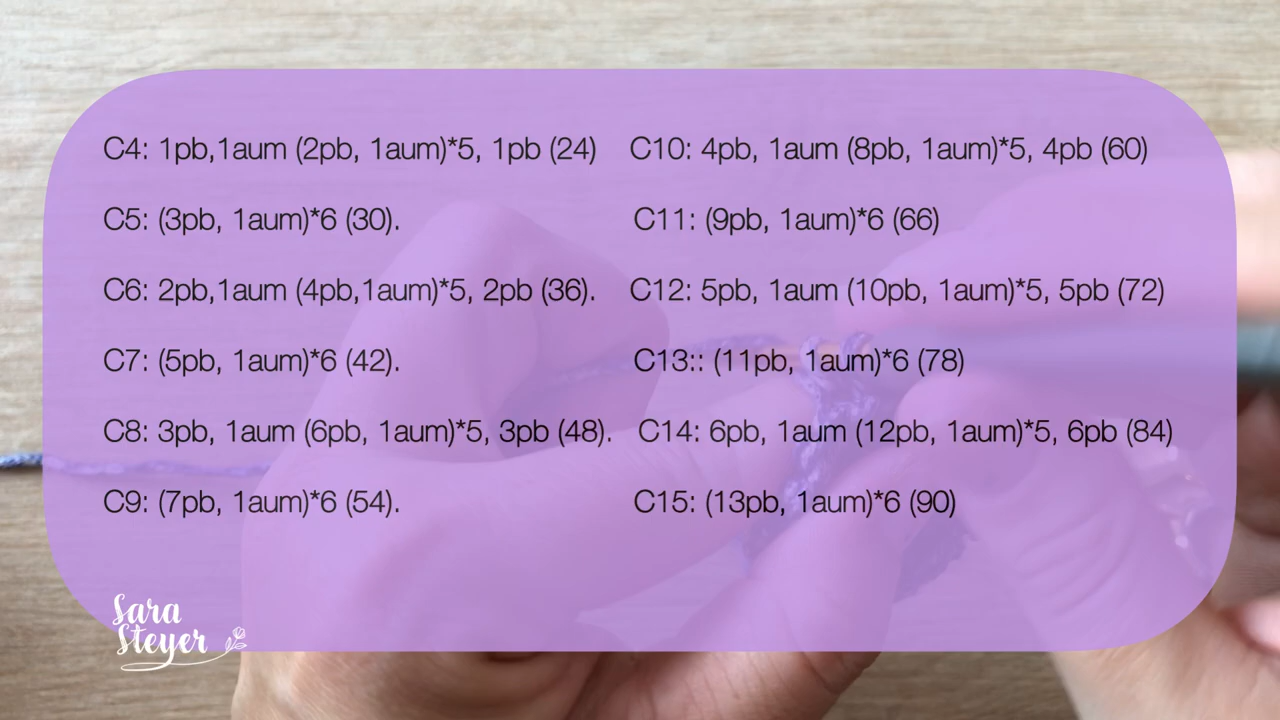 C4: 1pb,1aum (2pb, 1aum)*5, 1pb (24)
C5: (3pb, 1aum)*6 (30).
C6: 2pb,1aum (4pb,1aum)*5, 2pb (36).
C7: (5pb, 1aum)*6 (42).
C8: 3pb, 1aum (6pb, 1aum)*5, 3pb (48).
C9: (7pb, 1aum)*6 (54).
C10: 4pb, 1aum (8pb, 1aum)*5, 4pb (60)
C11: (9pb, 1aum)*6 (66)
C12: 5pb, 1aum (10pb, 1aum)*5, 5pb (72)
C13:: (11pb, 1aum)*6 (78)
C14: 6pb, 1aum (12pb, 1aum)*5, 6pb (84)
C15: (13pb, 1aum)*6 (90)
Sara
Steyer